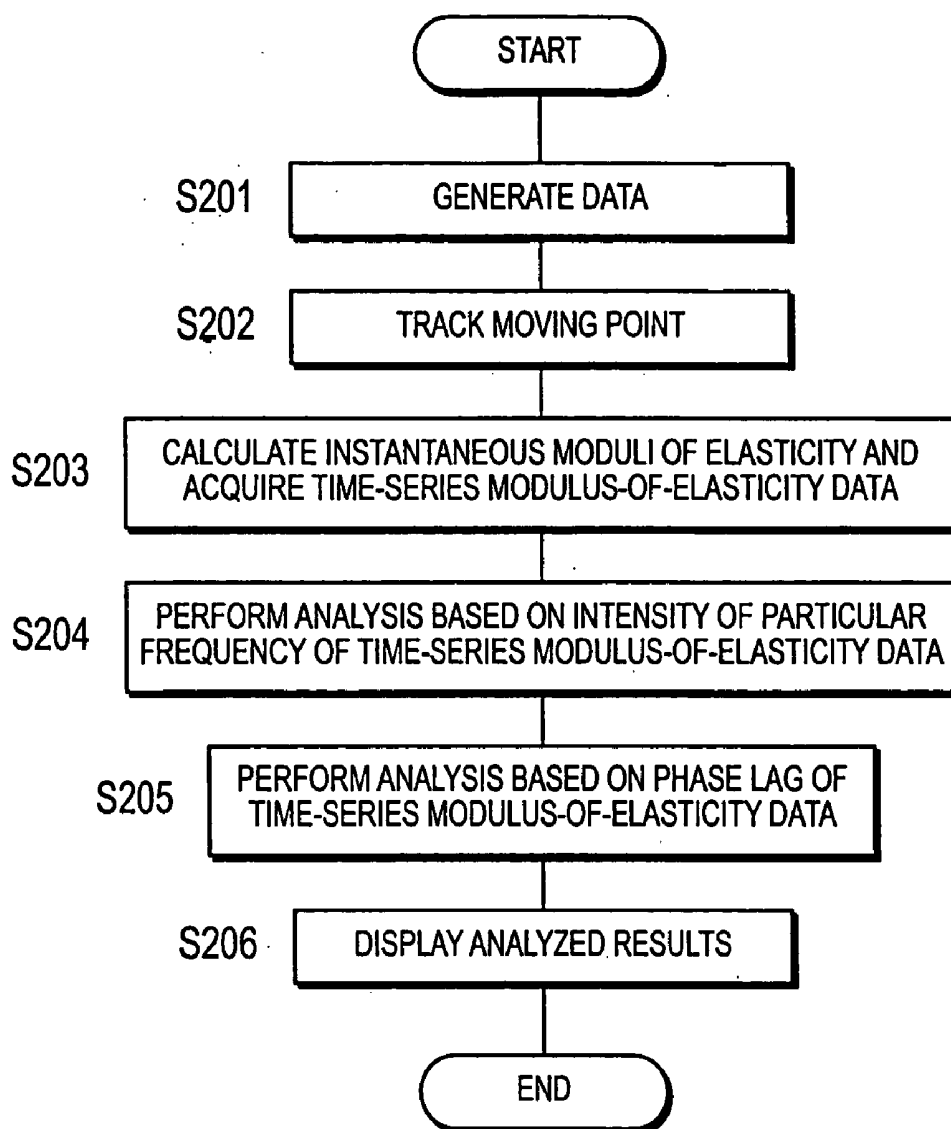 START
S201
GENERATE DATA
S202
TRACK MOVING POINT
S203
CALCULATE INSTANTANEOUS MODULI OF ELASTICITY AND
ACQUIRE TIME-SERIES MODULUS-OF-ELASTICITY DATA
S204
PERFORM ANALYSIS BASED ON INTENSITY OF PARTICULAR
FREQUENCY OF TIME-SERIES MODULUS-OF-ELASTICITY DATA
S205
PERFORM ANALYSIS BASED ON PHASE LAG OF
TIME-SERIES MODULUS-OF-ELASTICITY DATA
S206
DISPLAY ANALYZED RESULTS
END